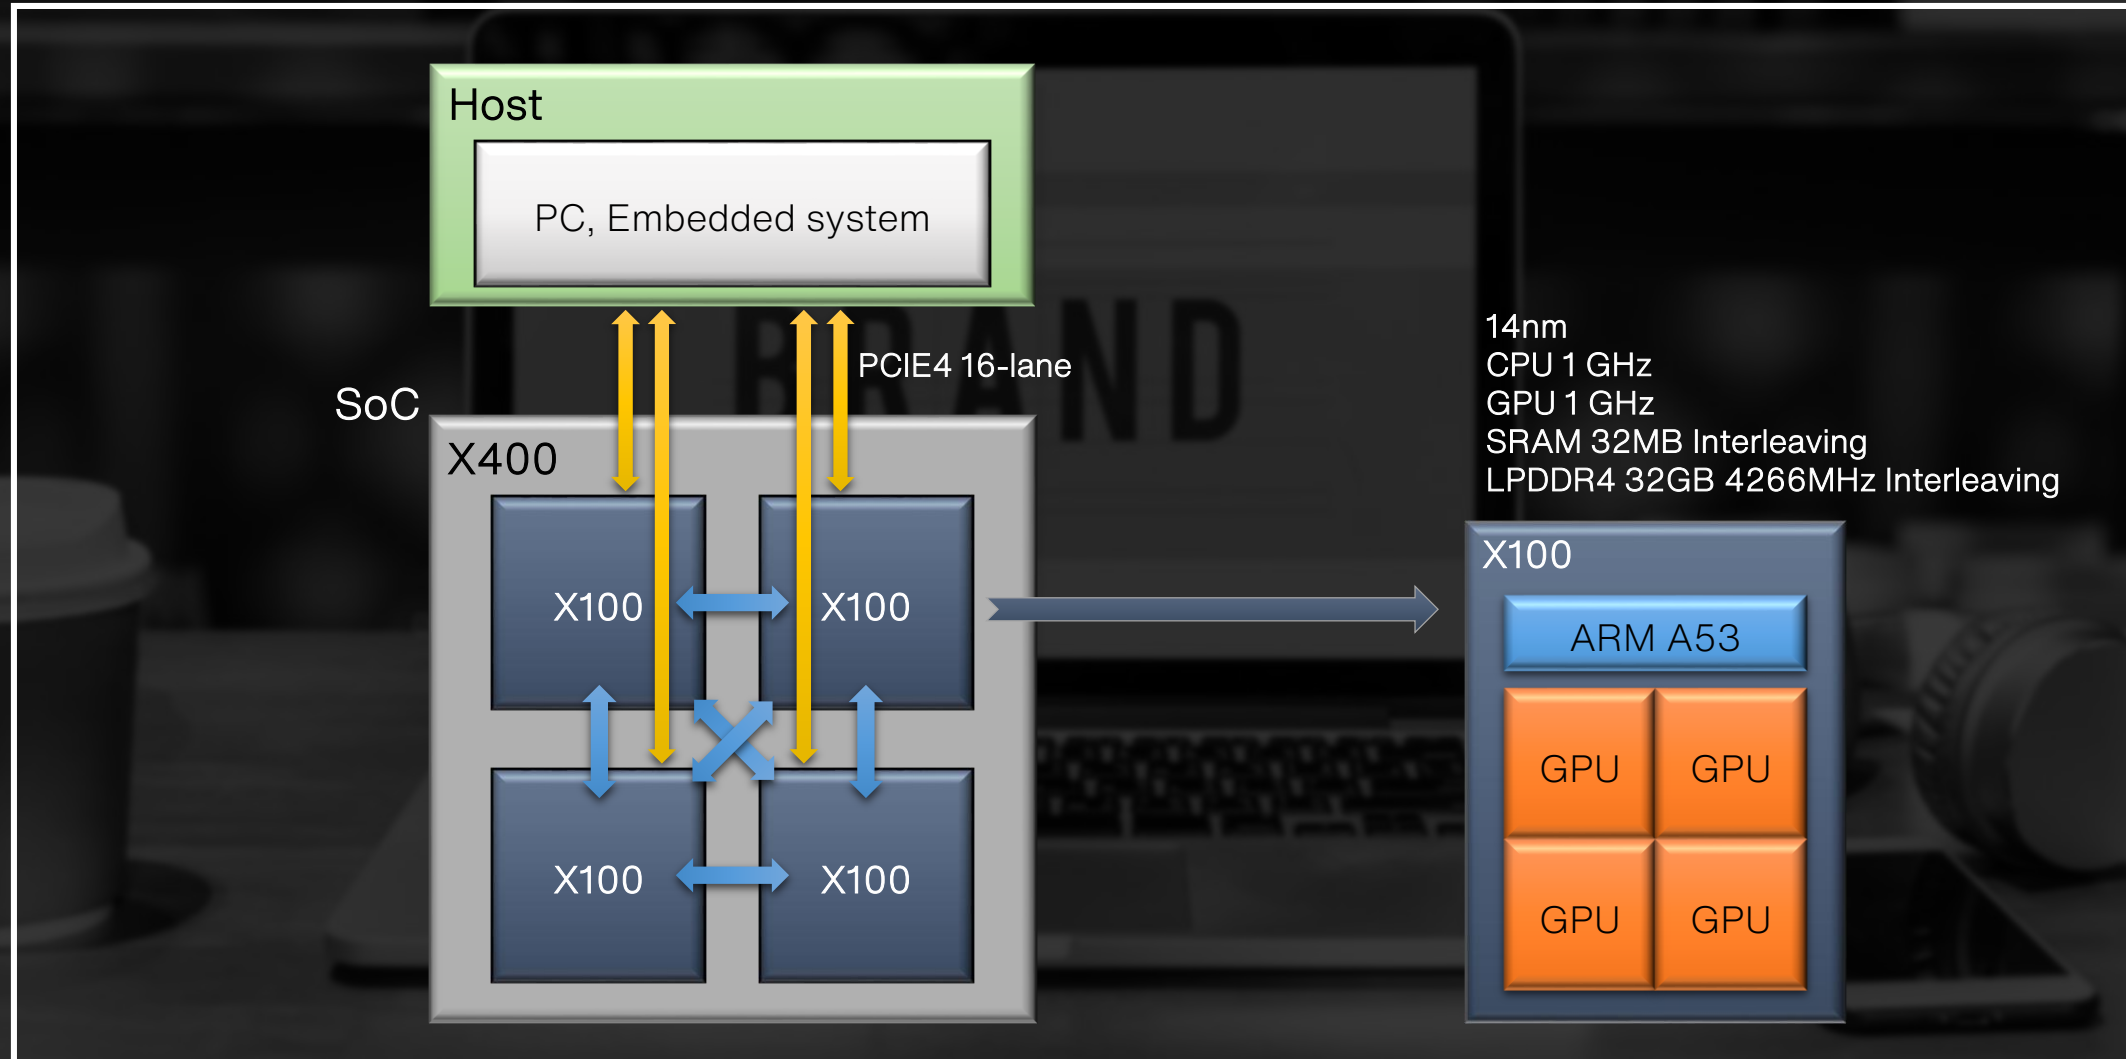 Host
PC, Embedded system
PCIE4 16-lane
SoC
X400
X100
X100
X100
X100
BRAND
14nm
CPU 1 GHz
GPU 1 GHz
SRAM 32MB Interleaving
LPDDR4 32GB 4266MHz Interleaving
X100
ARM A53
GPU
GPU
GPU
GPU